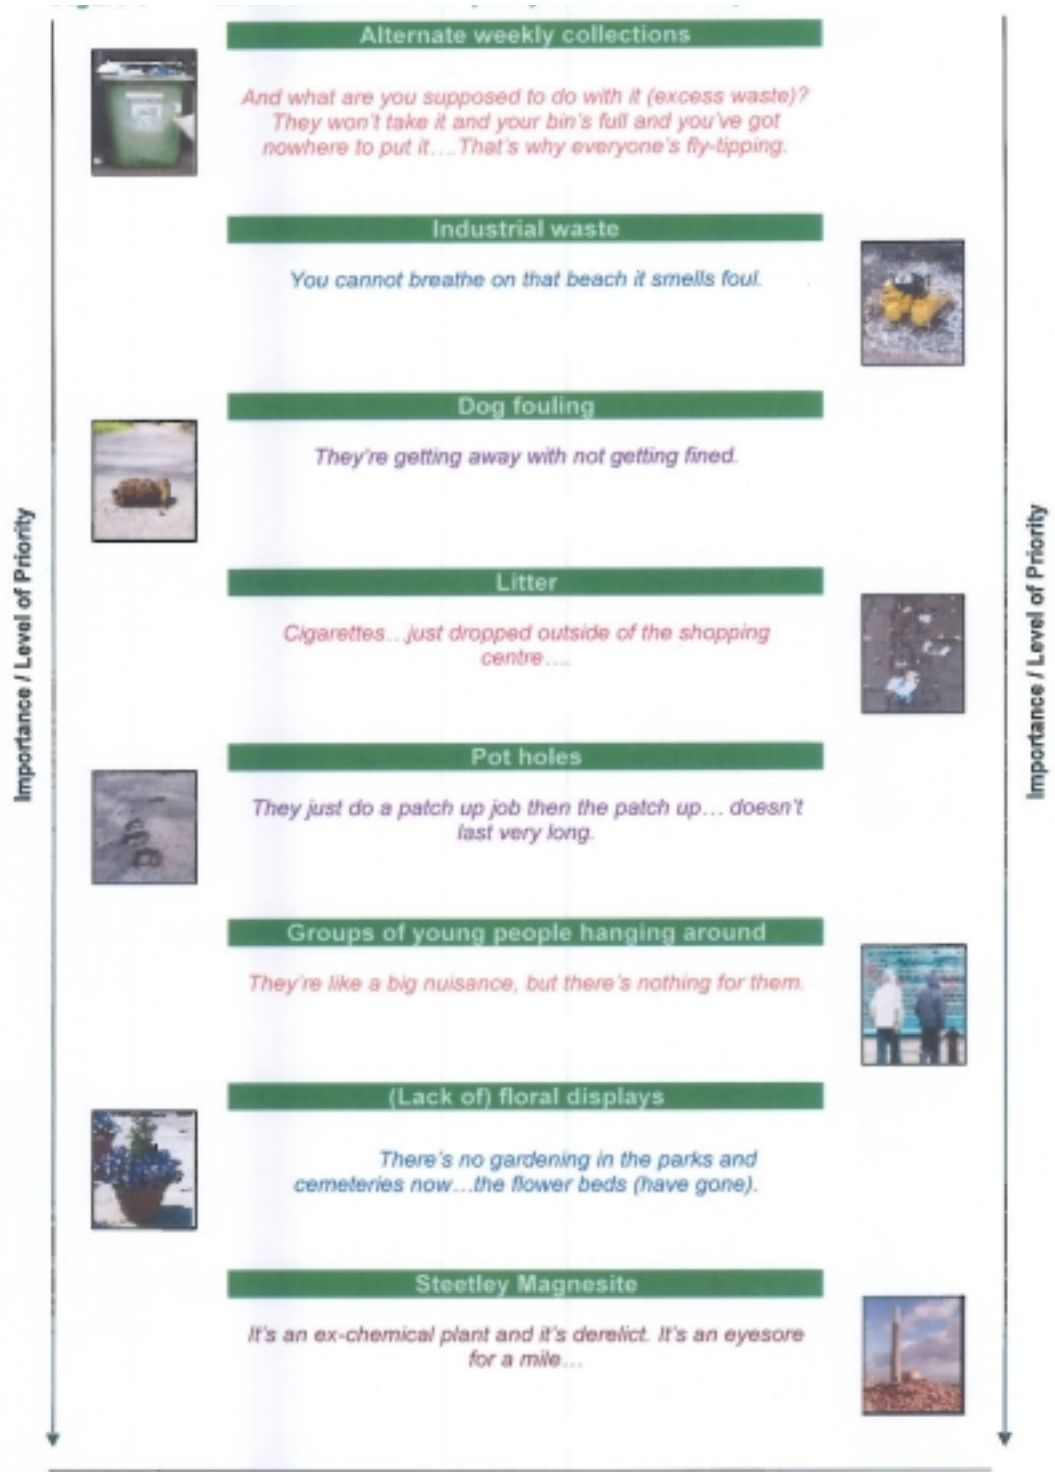 Alternate weekly collections
And what are you supposed to do with it (excess waste)?
They won't take it and your bin's full and you've got
nowhere to put it....That's why everyone's fly-tipping.
Industrial waste
You cannot breathe on that beach it smells foul.
Dog fouling
They're getting away with not getting fined.
Litter
Cigarettes...just dropped outside of the shopping
centre....
Importance / Level of Priority
Importance / Level of Priority
Pot holes
They just do a patch up job then the patch up... doesn't
last very long.
Groups of young people hanging around
They're like a big nuisance, but there's nothing for them.
(Lack of) floral displays
There's no gardening in the parks and
cemeteries now...the flower beds (have gone).
Steetley Magnesite
It's an ex-chemical plant and it's derelict. It's an eyesore
for a mile...